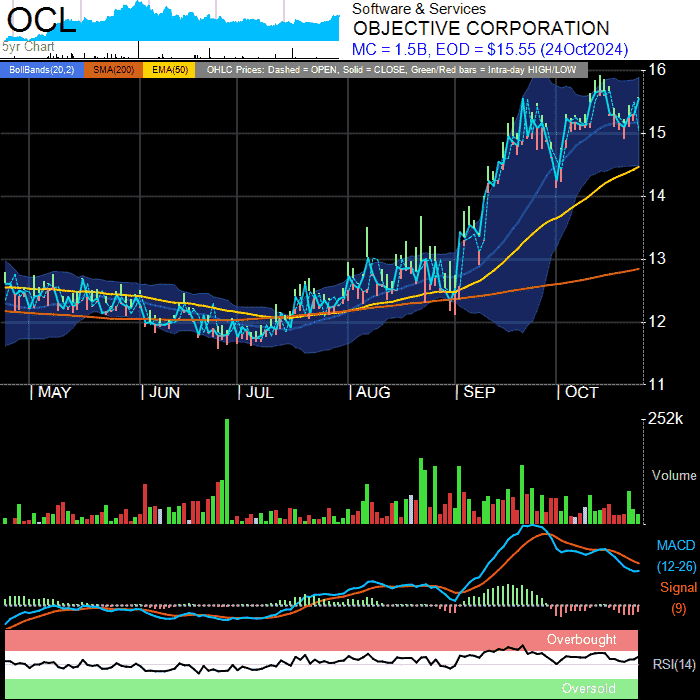 OCL
5yr Chart
Software & Services
OBJECTIVE CORPORATION
MC = 1.5B, EOD = $15.55 (24Oct2024)
BollBands(20,2) SMA(200) EMA(50) OHLC Prices: Dashed = OPEN, Solid = CLOSE, Green/Red bars = Intra-day HIGH/LOW
16
15
14
13
12
11
MAY JUN JUL AUG SEP OCT
252k
Volume
MACD
(12-26)
Signal
(9)
Overbought
RSI(14)
Oversold